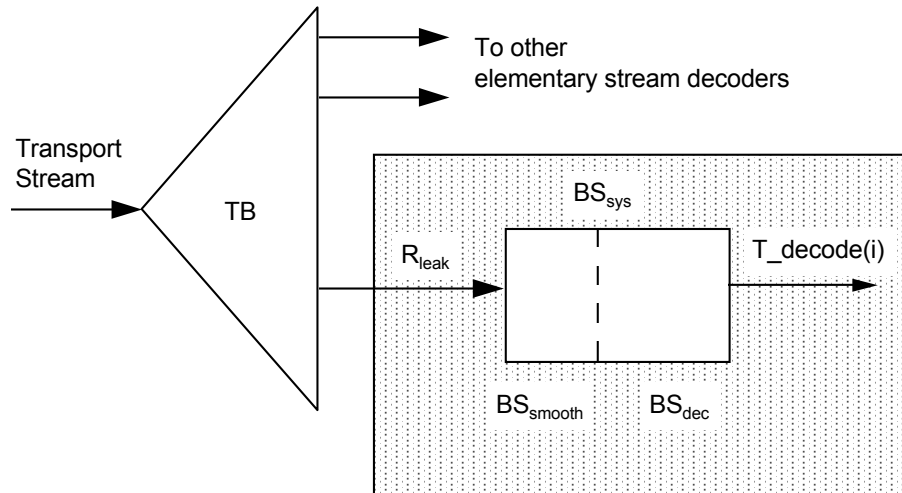 To other
elementary stream decoders
Transport
Stream
TB
BSsys
Rleak
T_decode(i)
BSsmooth
BSdec